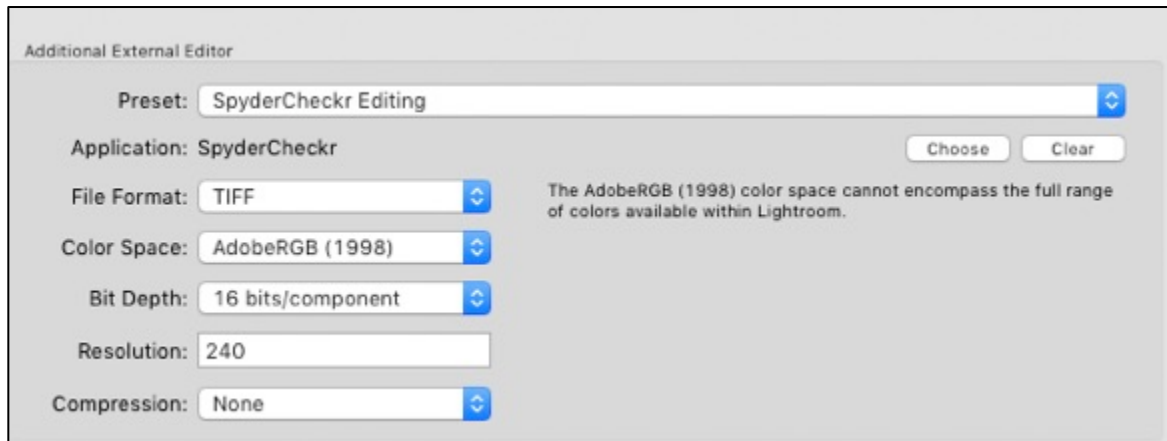 Additional External Editor
Preset: SpyderCheckr Editing
Application: SpyderCheckr Choose Clear
File Format: TIFF
The AdobeRGB (1998) color space cannot encompass the full range
of colors available within Lightroom.
Color Space: AdobeRGB (1998)
Bit Depth: 16 bits/component
Resolution: 240
Compression: None